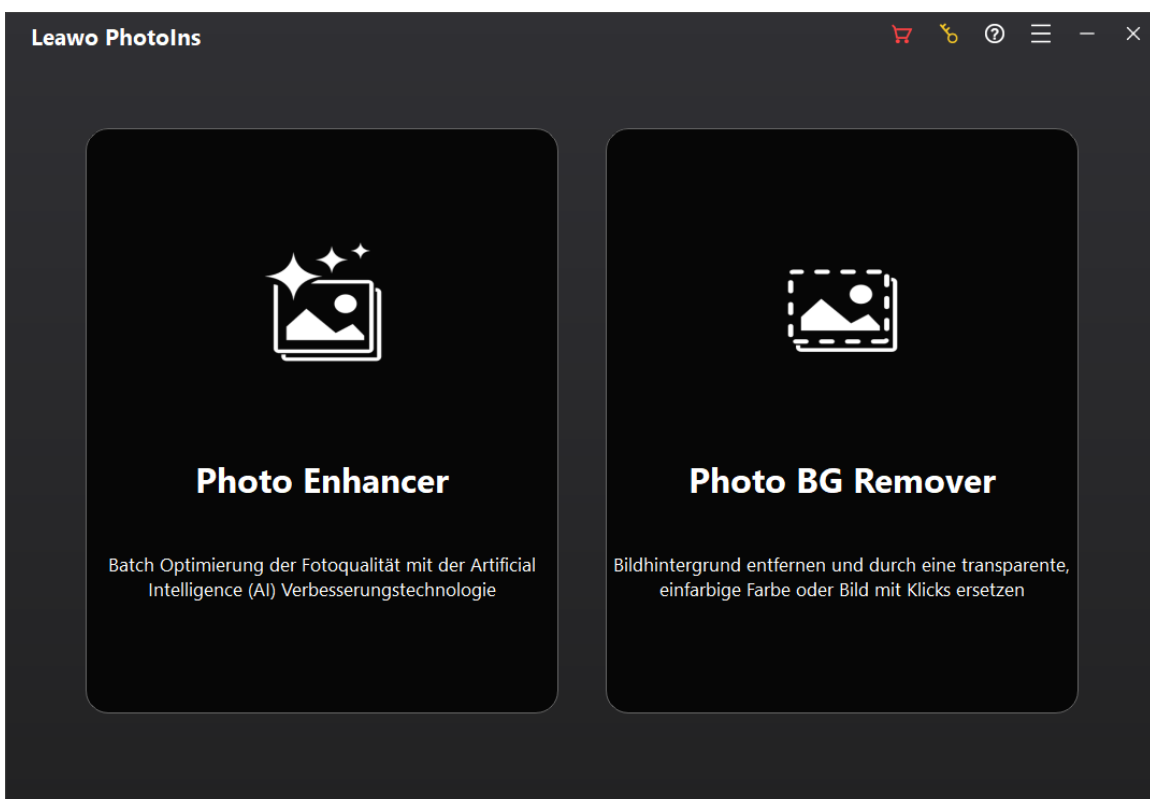 Leawo PhotoIns
Photo Enhancer
Batch Optimierung der Fotoqualität mit der Artificial
Intelligence (AI) Verbesserungstechnologie
Photo BG Remover
Bildhintergrund entfernen und durch eine transparente,
einfarbige Farbe oder Bild mit Klicks ersetzen